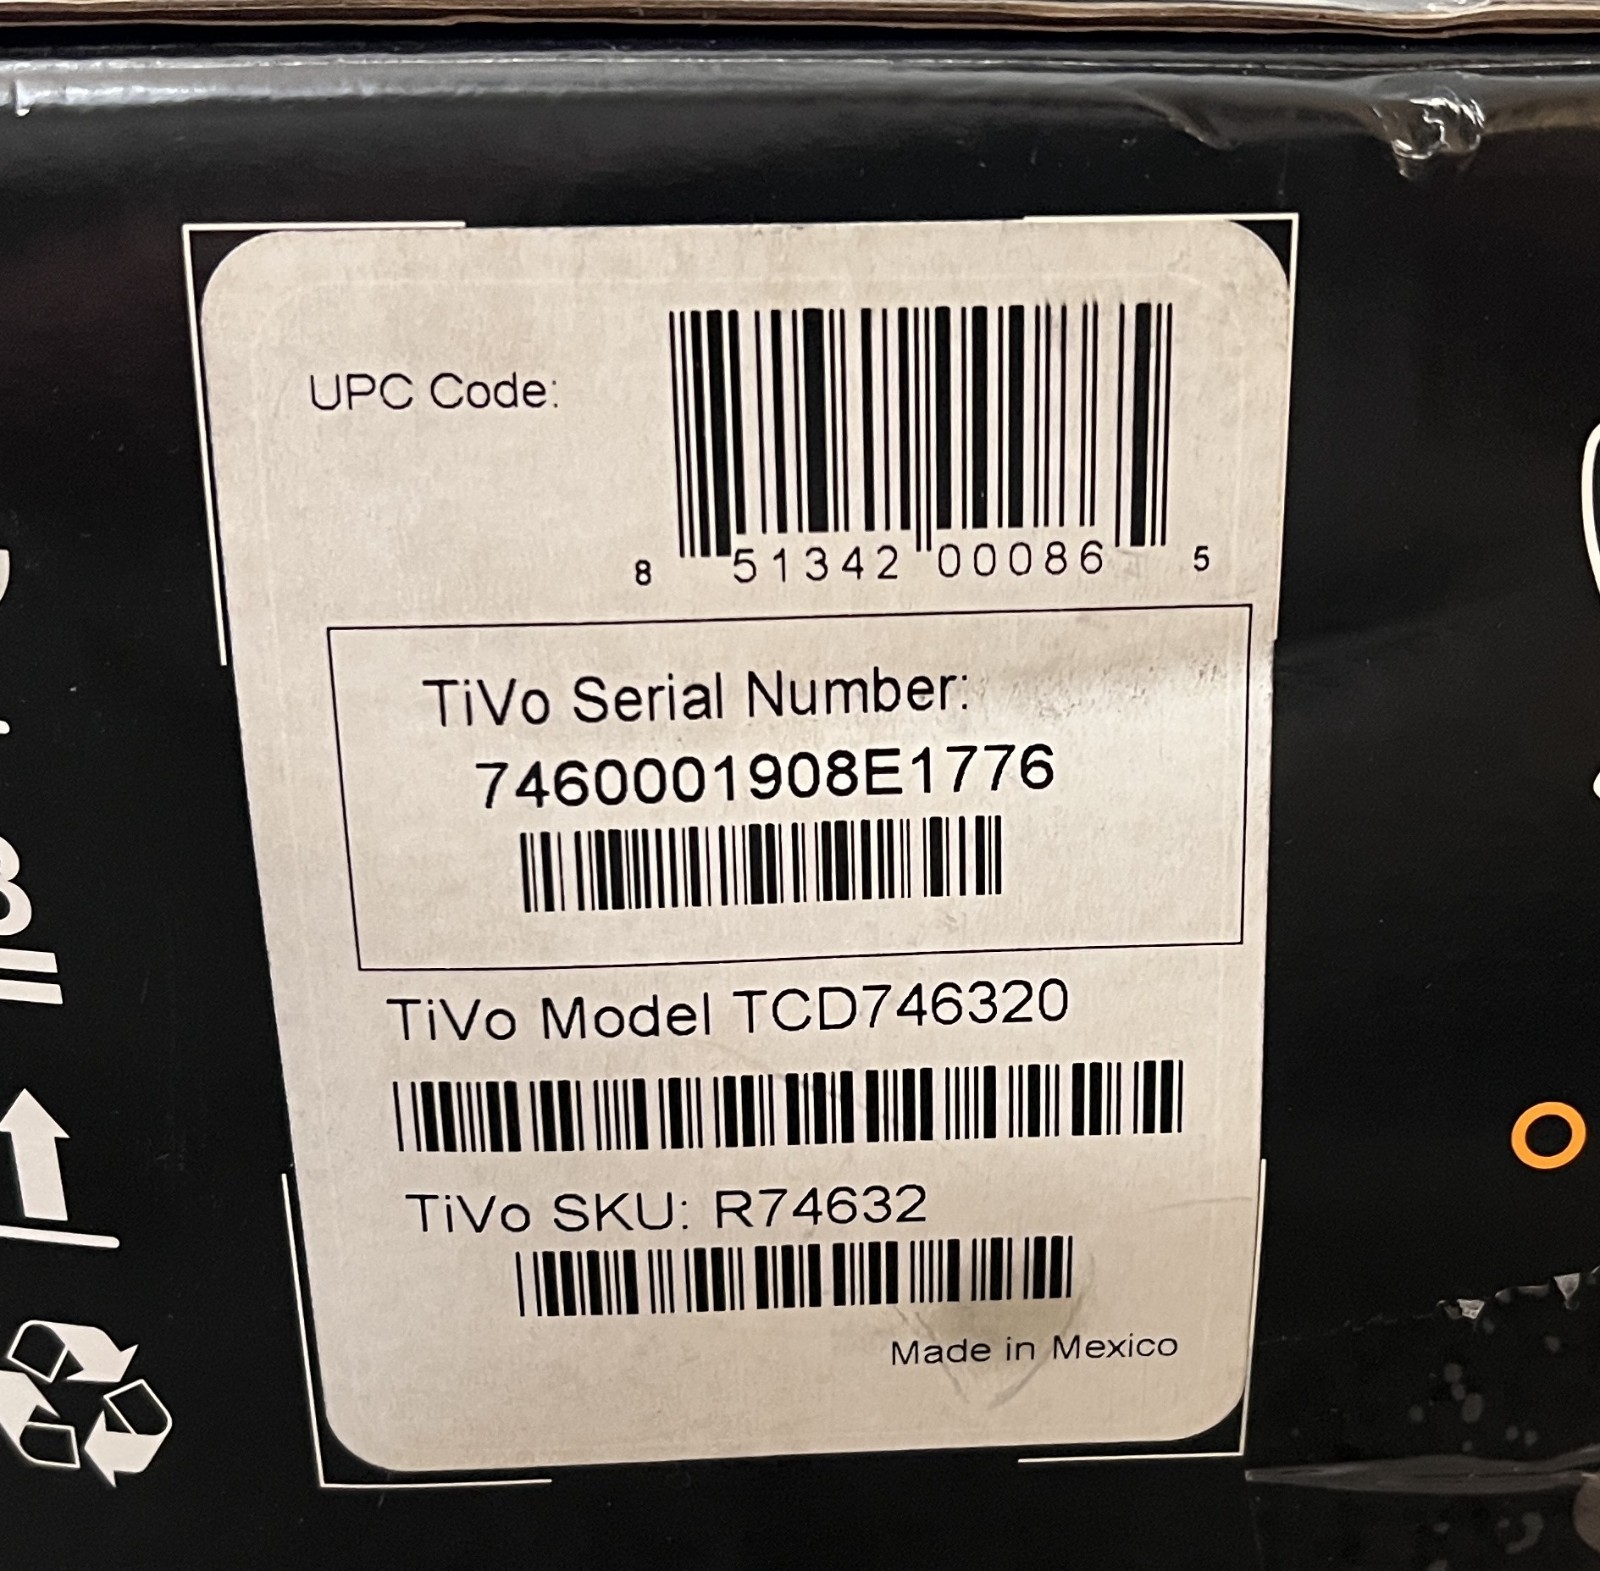 UPC Code:
8 51342 00086 5
TiVo Serial Number:
7460001908E1776
TiVo Model TCD746320
TiVo SKU: R74632
Made in Mexico